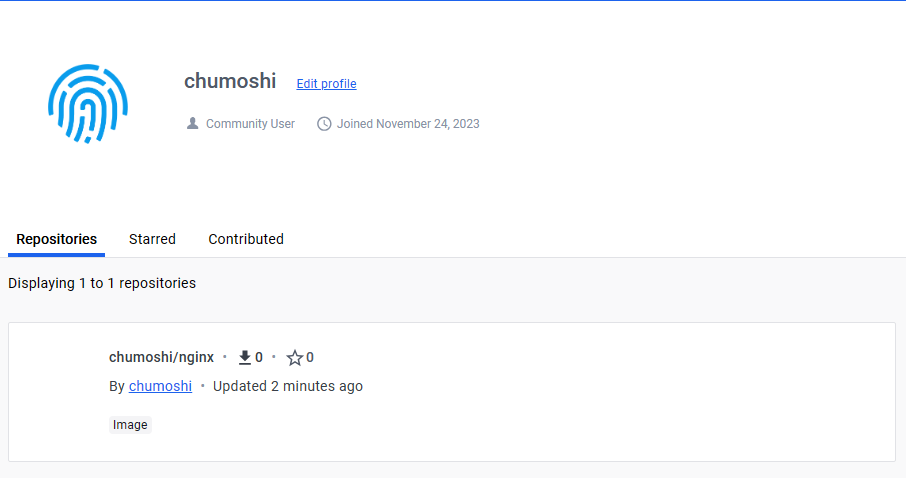 chumoshi Edit profile
Community User Joined November 24, 2023
Repositories Starred Contributed
Displaying 1 to 1 repositories
chumoshi/nginx • 0 • 0
By chumoshi • Updated 2 minutes ago
Image